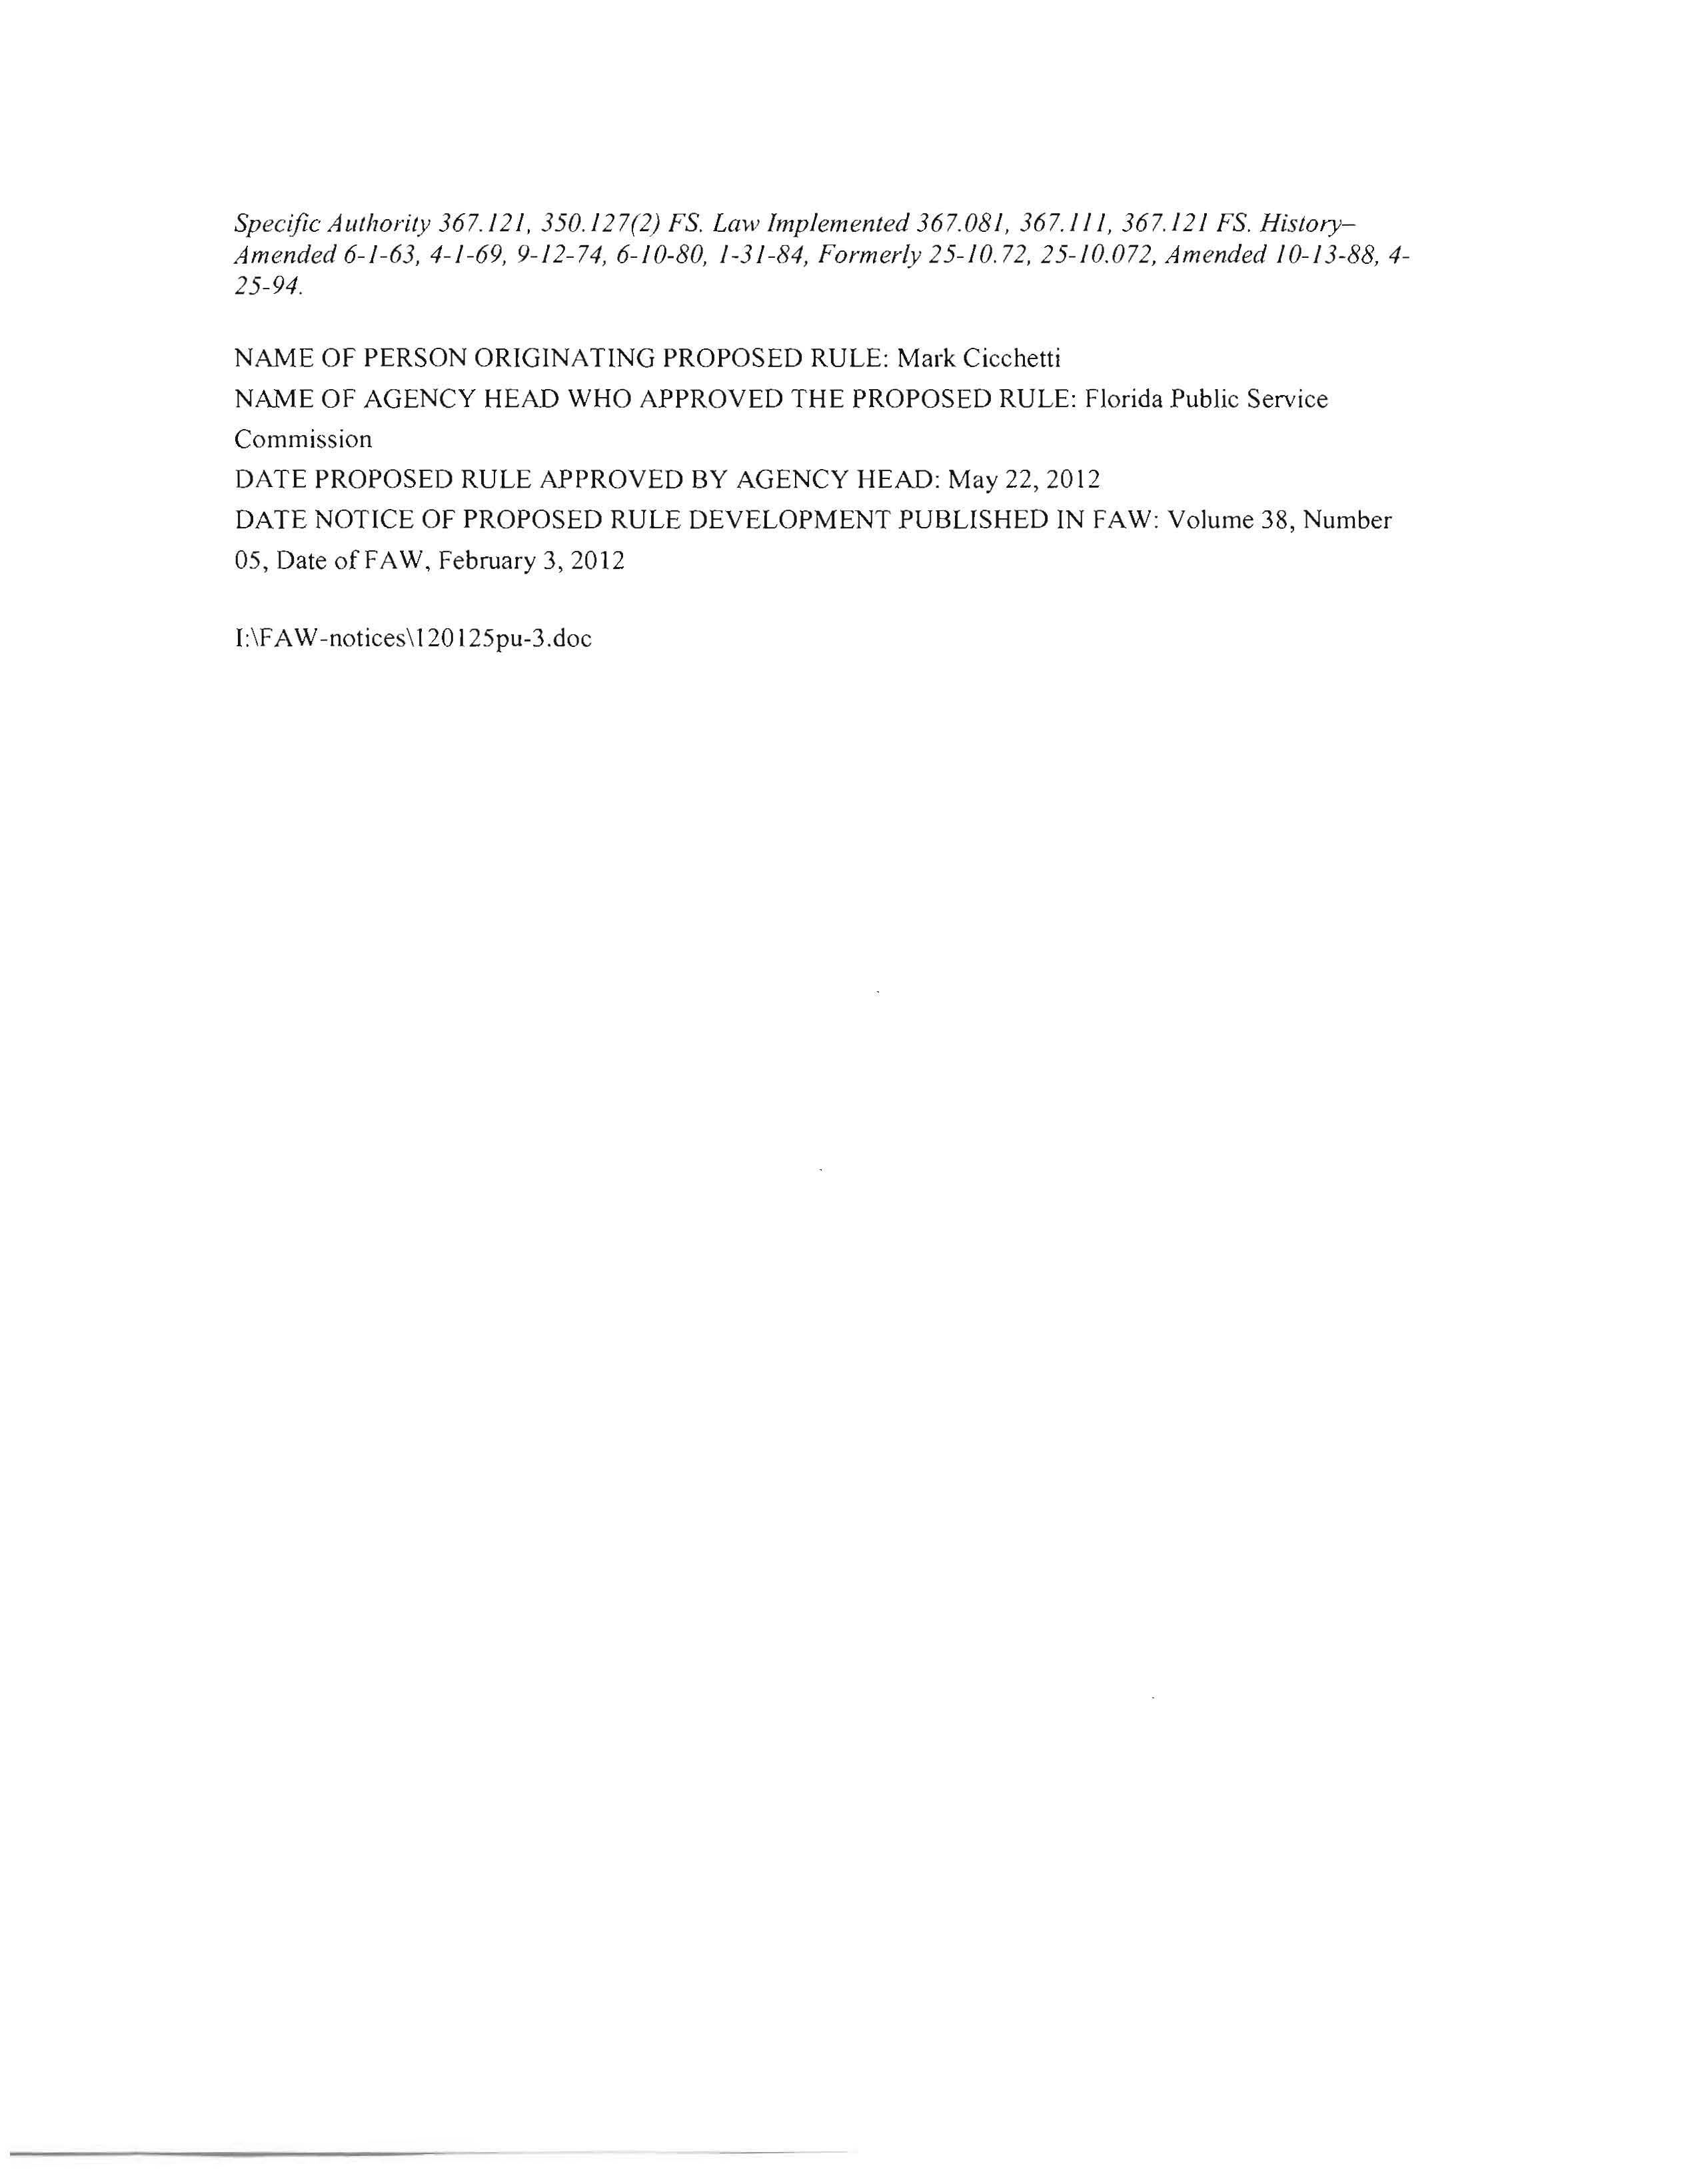 Specific Authority 367.121, 350.127(2) FS. Law Implemented 367.081, 367.111, 367.121 FS. History–
Amended 6-1-63, 4-1-69, 9-12-74, 6-10-80, 1-31-84, Formerly 25-10.72, 25-10.072, Amended 10-13-88, 4-
25-94.
NAME OF PERSON ORIGINATING PROPOSED RULE: Mark Cicchetti
NAME OF AGENCY HEAD WHO APPROVED THE PROPOSED RULE: Florida Public Service
Commission
DATE PROPOSED RULE APPROVED BY AGENCY HEAD: May 22, 2012
DATE NOTICE OF PROPOSED RULE DEVELOPMENT PUBLISHED IN FAW: Volume 38, Number
05, Date of FAW, February 3, 2012
I:\FAW-notices\120125pu-3.doc